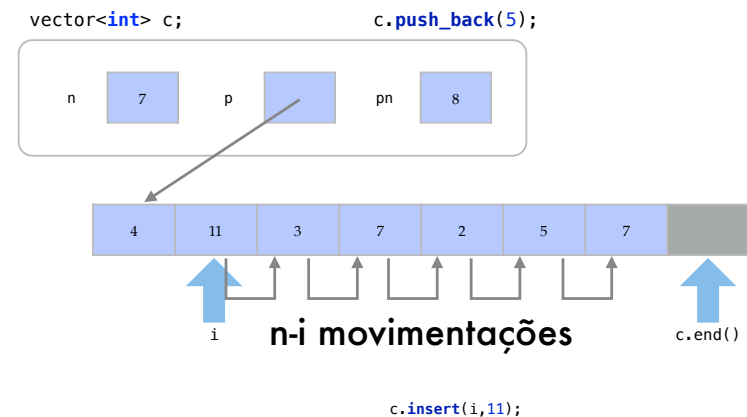 vector<int> c; c.push_back(5);
n 7 p pn 8
4 11 3 7 2 5 7
i n-i movimentações c.end()
c.insert(i,11);